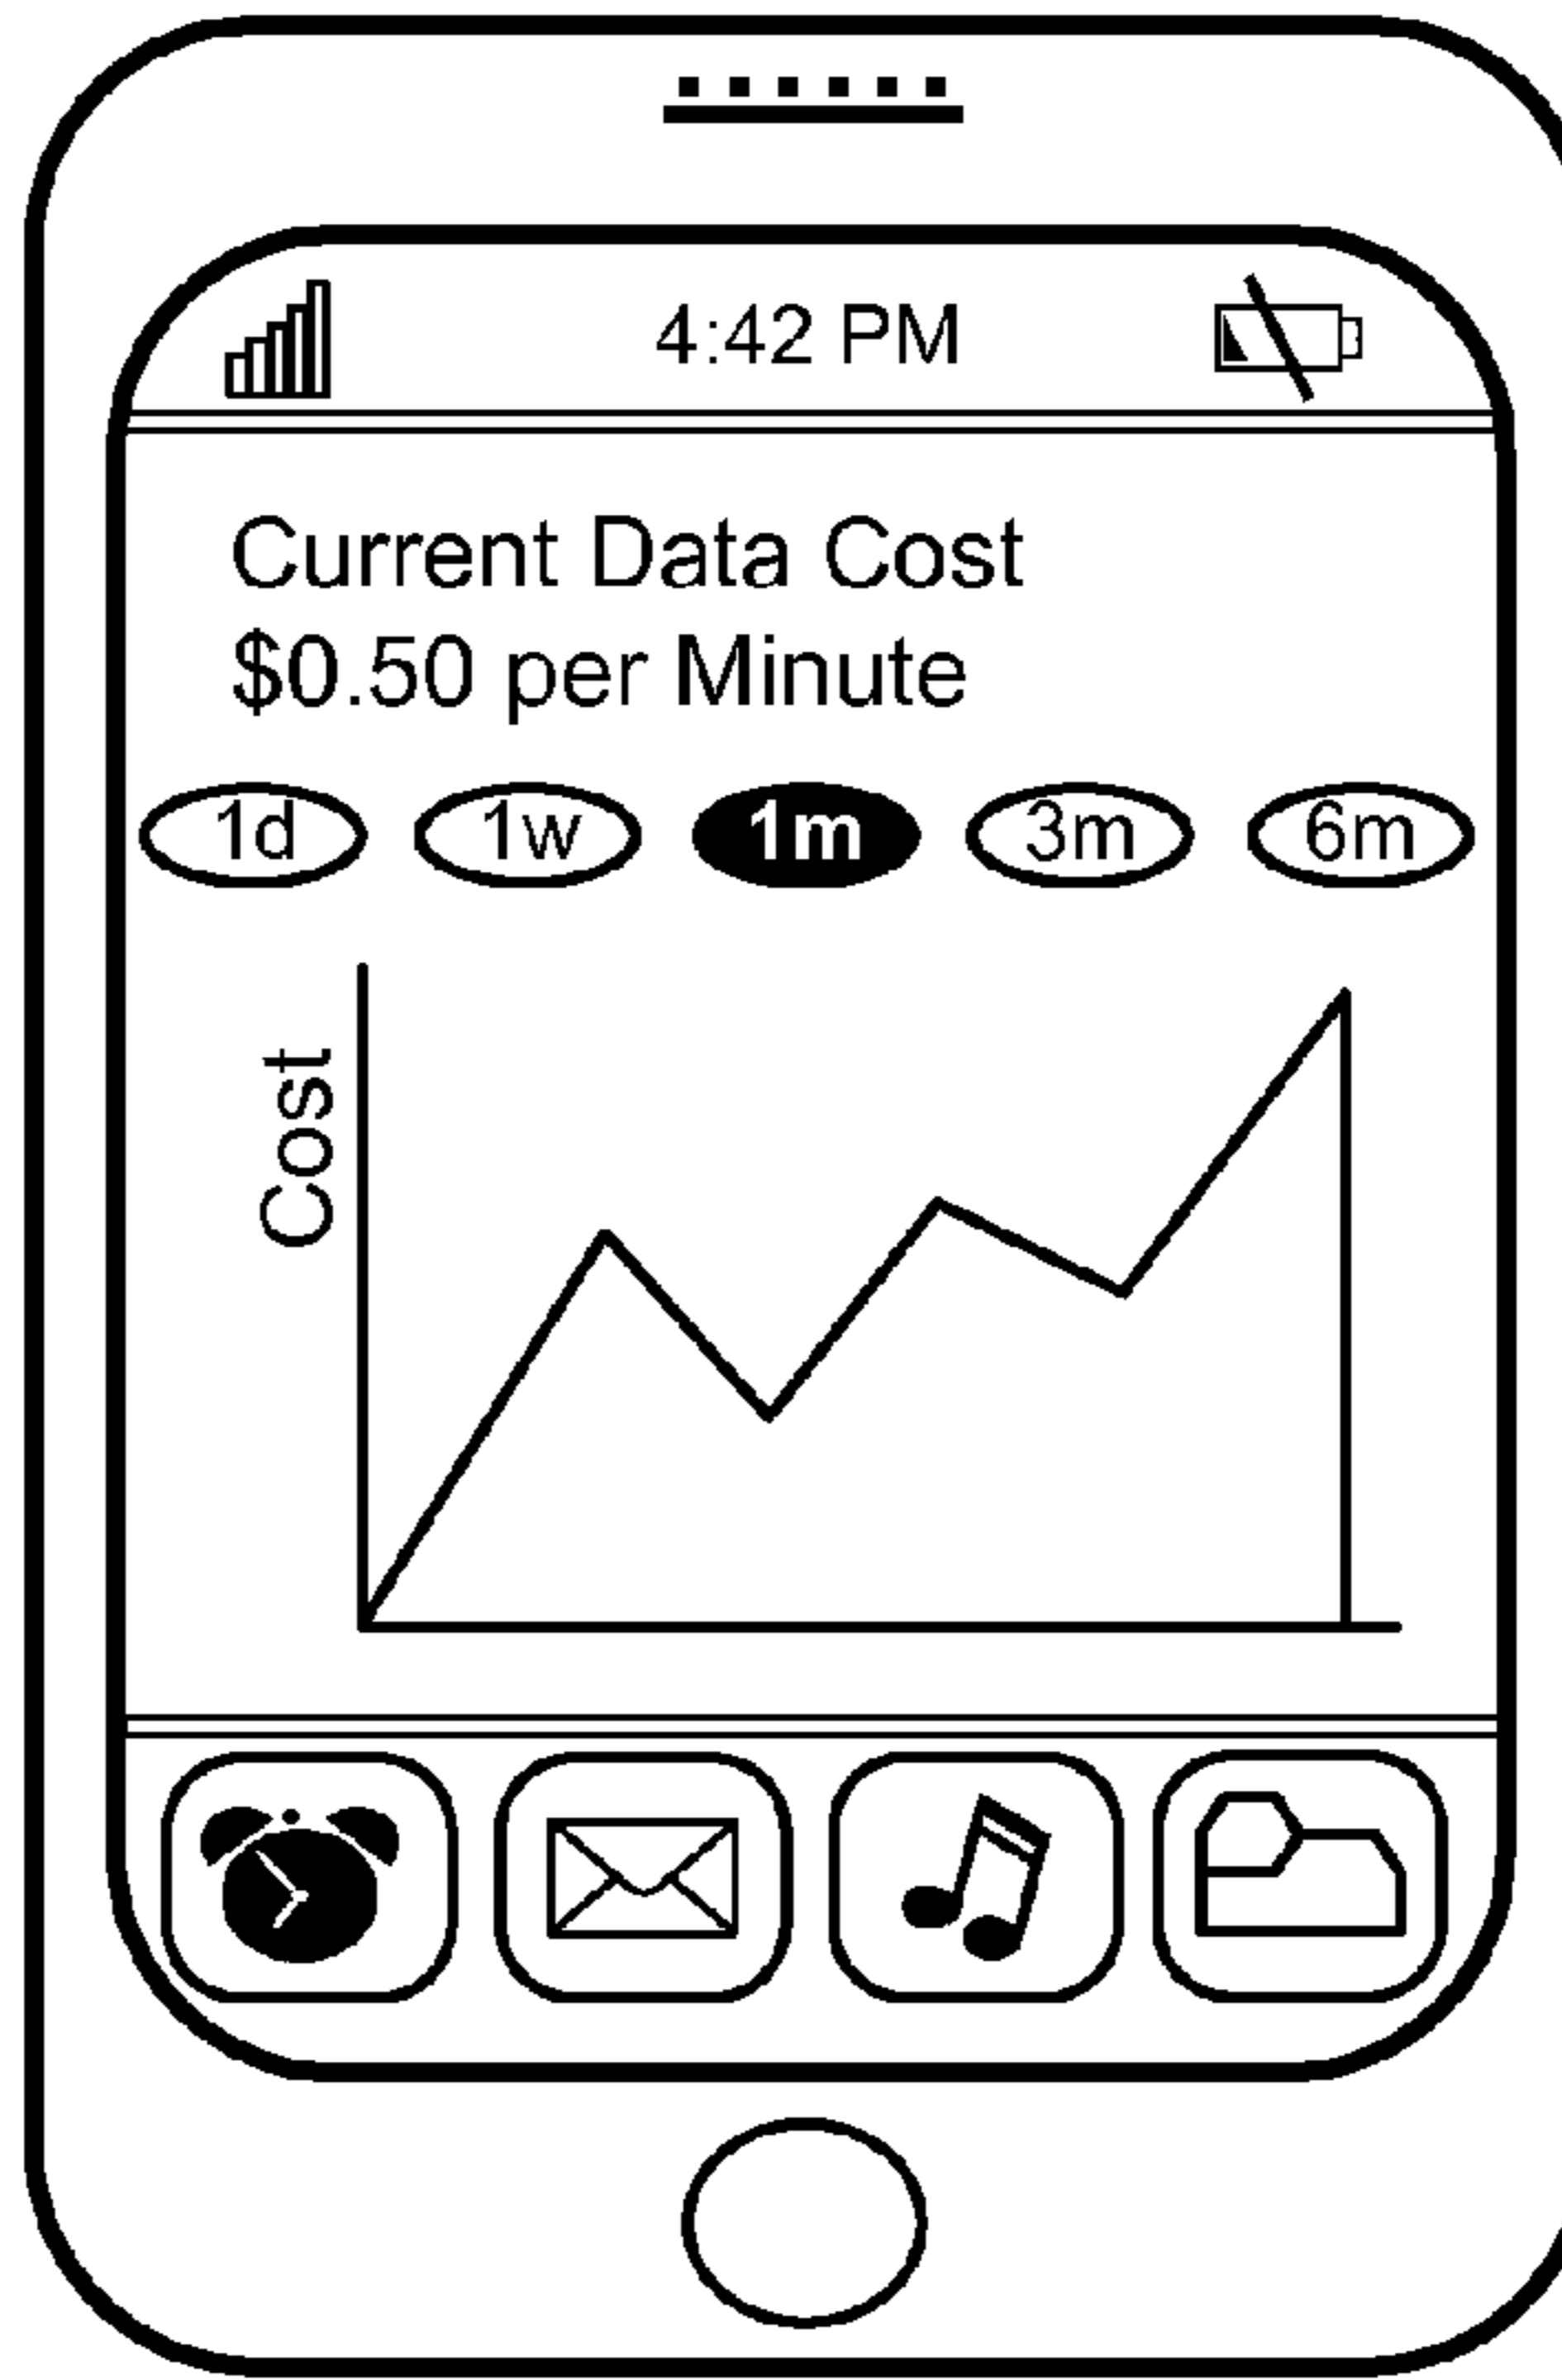 4:42 PM
Current Data Cost
$0.50 per Minute
1d 1w 1m 3m 6m
Cost